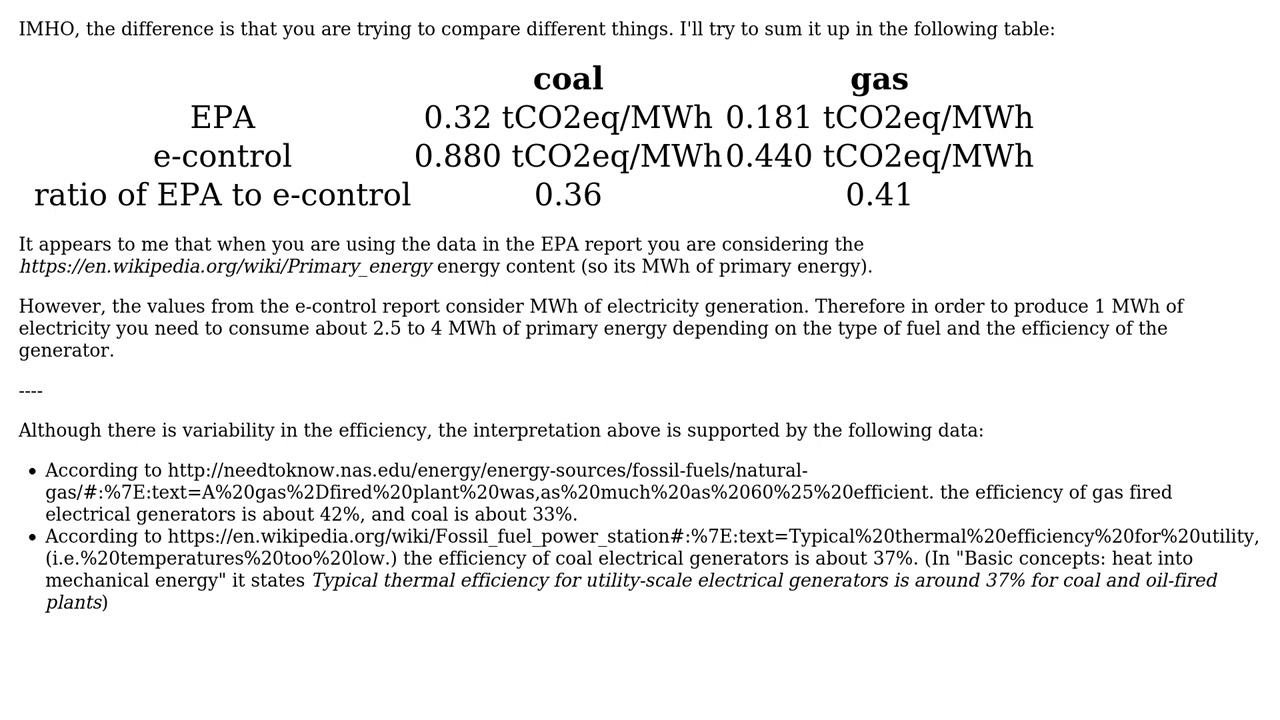 IMHO, the difference is that you are trying to compare different things. I'll try to sum it up in the following table:
coal gas
EPA 0.32 tCO2eq/MWh 0.181 tCO2eq/MWh
e-control 0.880 tCO2eq/MWh 0.440 tCO2eq/MWh
ratio of EPA to e-control 0.36 0.41
It appears to me that when you are using the data in the EPA report you are considering the
https://en.wikipedia.org/wiki/Primary_energy energy content (so its MWh of primary energy).
However, the values from the e-control report consider MWh of electricity generation. Therefore in order to produce 1 MWh of
electricity you need to consume about 2.5 to 4 MWh of primary energy depending on the type of fuel and the efficiency of the
generator.
----
Although there is variability in the efficiency, the interpretation above is supported by the following data:
• According to http://needtoknow.nas.edu/energy/energy-sources/fossil-fuels/natural-
gas/#:%7E:text=A%20gas%2Dfired%20plant%20was,as%20much%20as%2060%25%20efficient. the efficiency of gas fired
electrical generators is about 42%, and coal is about 33%.
• According to https://en.wikipedia.org/wiki/Fossil_fuel_power_station#:%7E:text=Typical%20thermal%20efficiency%20for%20utility,
(i.e.%20temperatures%20too%20low.) the efficiency of coal electrical generators is about 37%. (In "Basic concepts: heat into
mechanical energy" it states Typical thermal efficiency for utility-scale electrical generators is around 37% for coal and oil-fired
plants)